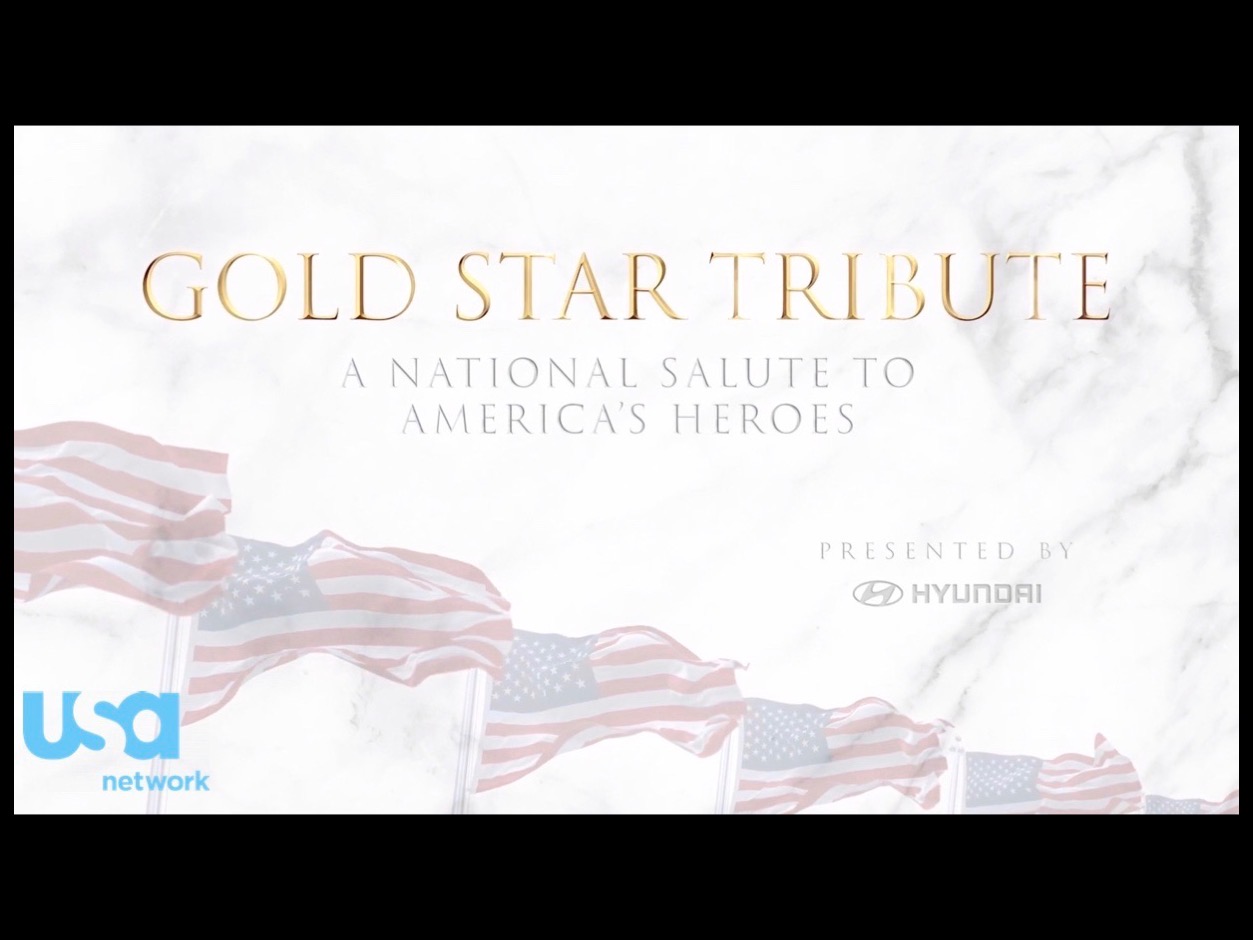 GOLD STAR TRIBUTE
A NATIONAL SALUTE TO
AMERICA'S HEROES
PRESENTED BY
HYUNDAI
usa
network